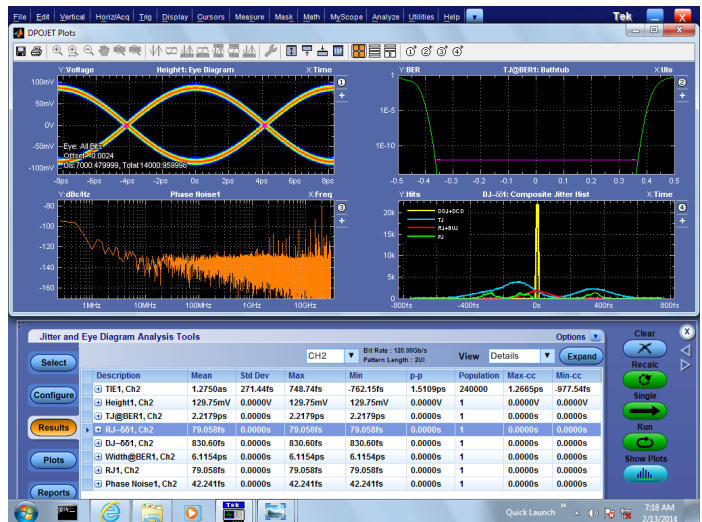 File Edit Vertical Horiz/Acq Trig Display Cursors Measure Mask Math MyScope Analyze Utilities Help Tek
DPOJET Plots
Y:Voltage Height1: Eye Diagram X:Time
100mV
50mV
0V
-50mV
-100mV
Eye: All Bits
Offset: -0.0024
UIs:7000:479999, Total:14000:959998
-8ps -6ps -4ps -2ps 0s 2ps 4ps 6ps 8ps
1
Y:BER TJ@BER1: Bathtub X:UIs
1
1E-5
1E-10
-0.5 -0.4 -0.3 -0.2 -0.1 0 0.1 0.2 0.3 0.4 0.5
2
Y:dBc/Hz Phase Noise1 X:Freq
-80
-100
-120
-140
-160
1MHz 10MHz 100MHz 1GHz 10GHz
3
Y:Hits DJ-δδ1: Composite Jitter Hist X:Time
20k
15k
10k
5k
0
DDJ+DCD
TJ
RJ+BUJ
PJ
-800fs -400fs 0s 400fs 800fs
4
Jitter and Eye Diagram Analysis Tools Options
Clear
Select
CH2 Bit Rate : 120.00Gb/s View Details Expand
Pattern Length : 2UI
Recalc
Description Mean Std Dev Max Min p-p Population Max-cc Min-cc
Configure
TIE1, Ch2 1.2750as 271.44fs 748.74fs -762.15fs 1.5109ps 240000 1.2665ps -977.54fs
Single
Height1, Ch2 129.75mV 0.0000V 129.75mV 129.75mV 0.0000V 1 0.0000V 0.0000V
TJ@BER1, Ch2 2.2179ps 0.0000s 2.2179ps 2.2179ps 0.0000s 1 0.0000s 0.0000s
Results
RJ-δδ1, Ch2 79.058fs 0.0000s 79.058fs 79.058fs 0.0000s 1 0.0000s 0.0000s
Run
DJ-δδ1, Ch2 830.60fs 0.0000s 830.60fs 830.60fs 0.0000s 1 0.0000s 0.0000s
Width@BER1, Ch2 6.1154ps 0.0000s 6.1154ps 6.1154ps 0.0000s 1 0.0000s 0.0000s
Plots
RJ1, Ch2 79.058fs 0.0000s 79.058fs 79.058fs 0.0000s 1 0.0000s 0.0000s
Show Plots
Phase Noise1, Ch2 42.241fs 0.0000s 42.241fs 42.241fs 0.0000s 1 0.0000s 0.0000s
Reports
Tek
Quick Launch
7:18 AM
2/13/2014